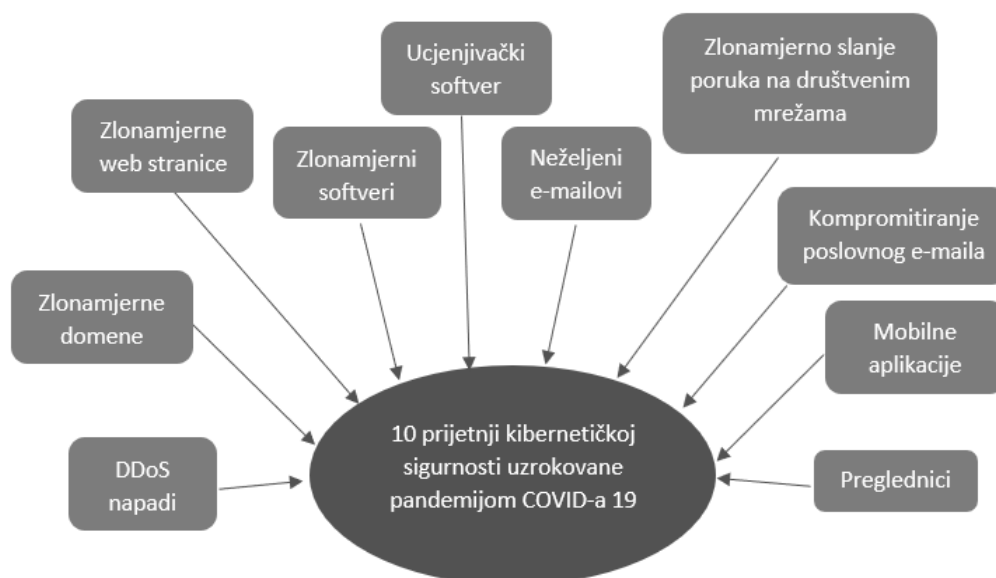 Ucjenjivački
softver
Zlonamjerno slanje
poruka na društvenim
mrežama
Zlonamjerne
web stranice
Zlonamjerni
softveri
Neželjeni
e-mailovi
Kompromitiranje
poslovnog e-maila
Zlonamjerne
domene
Mobilne
aplikacije
DDoS
napadi
10 prijetnji kibernetičkoj
sigurnosti uzrokovane
pandemijom COVID-a 19
Preglednici